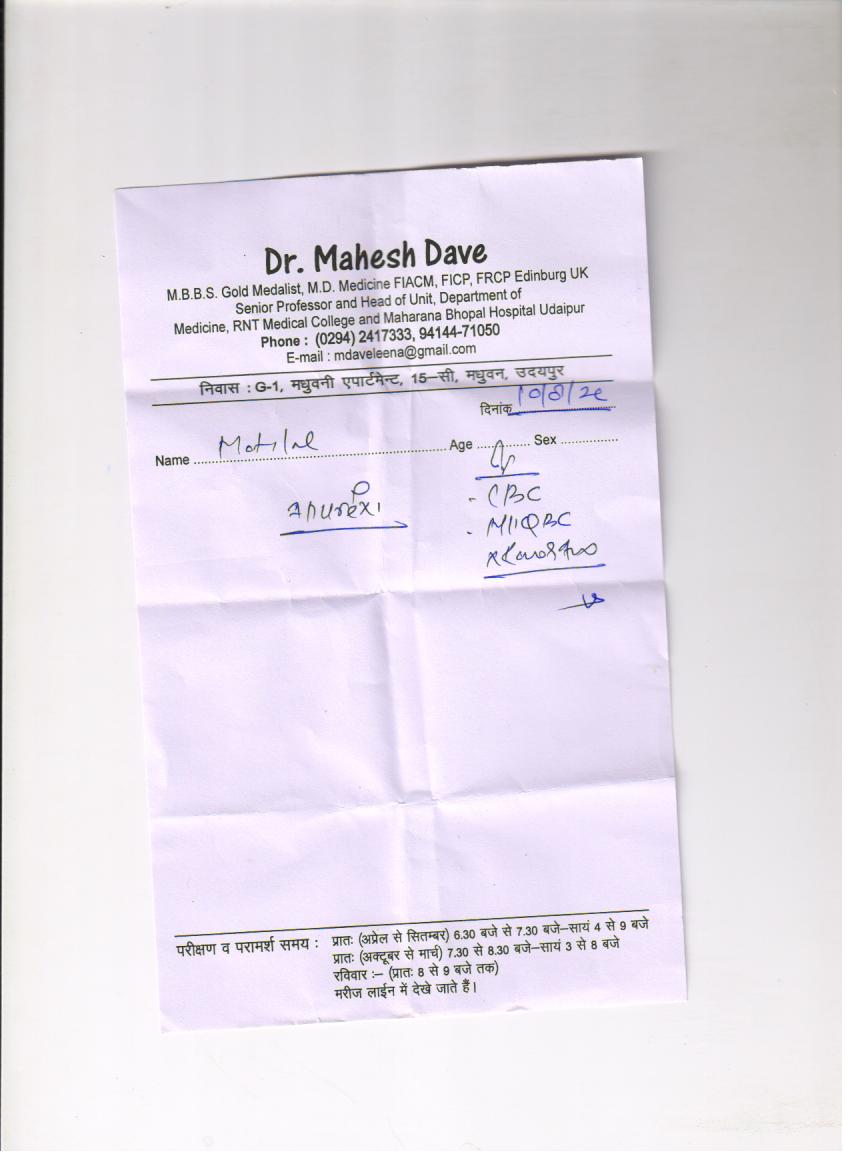 Dr. Mahesh Dave
M.B.B.S. Gold Medalist, M.D. Medicine FIACM, FICP, FRCP Edinburg UK
Senior Professor and Head of Unit, Department of
Medicine, RNT Medical College and Maharana Bhopal Hospital Udaipur
Phone : (0294) 2417333, 94144-71050
E-mail : mdaveleena@gmail.com
निवास : G-1, मधुवनी एपार्टमेन्ट, 15–सी, मधुवन, उदयपुर
दिनांक
Name Motilal Age Sex
- CBC
परीक्षण व परामर्श समय : प्रातः (अप्रेल से सितम्बर) 6.30 बजे से 7.30 बजे–सायं 4 से 9 बजे
प्रातः (अक्टूबर से मार्च) 7.30 से 8.30 बजे–सायं 3 से 8 बजे
रविवार :– (प्रातः 8 से 9 बजे तक)
मरीज लाईन में देखे जाते हैं।